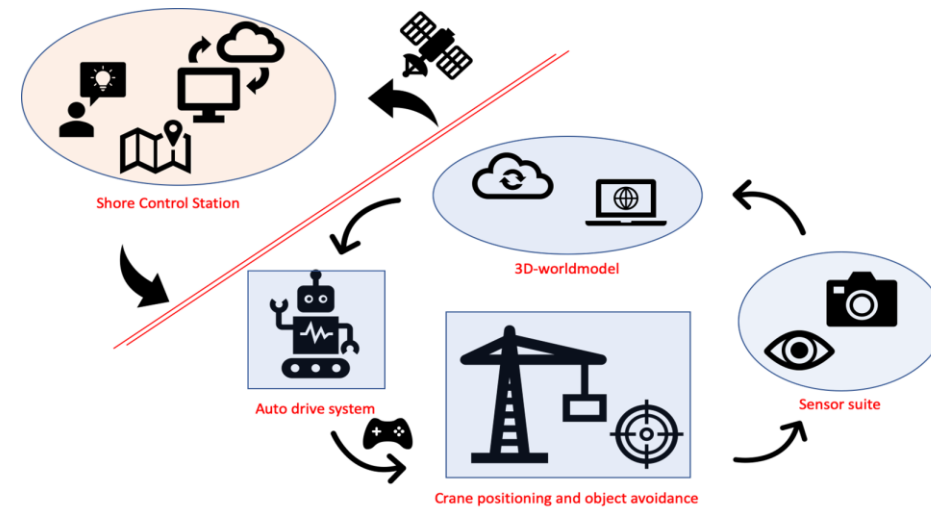 Shore Control Station
3D-worldmodel
Auto drive system
Sensor suite
Crane positioning and object avoidance